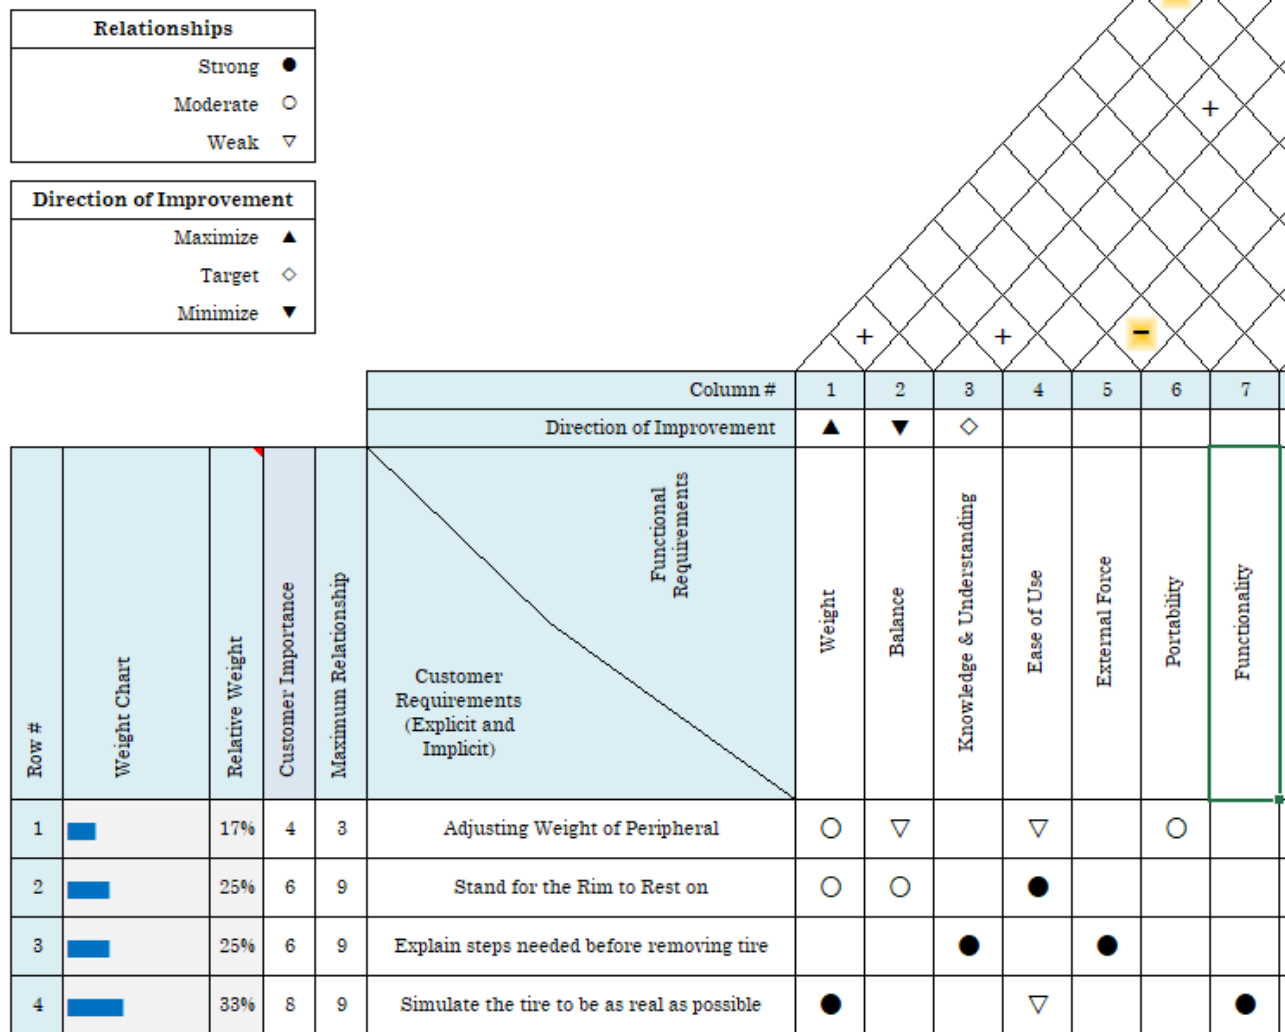 Relationships
Strong ●
Moderate ○
Weak ▽
Direction of Improvement
Maximize ▲
Target ◇
Minimize ▼
+
+ + −
Column # 1 2 3 4 5 6 7
Direction of Improvement ▲ ▼ ◇
Row #
Weight Chart
Relative Weight
Customer Importance
Maximum Relationship
Customer
Requirements
(Explicit and
Implicit)
Functional
Requirements
Weight
Balance
Knowledge & Understanding
Ease of Use
External Force
Portability
Functionality
1 17% 4 3 Adjusting Weight of Peripheral ○ ▽ ▽ ○
2 25% 6 9 Stand for the Rim to Rest on ○ ○ ●
3 25% 6 9 Explain steps needed before removing tire ● ●
4 33% 8 9 Simulate the tire to be as real as possible ● ▽ ●